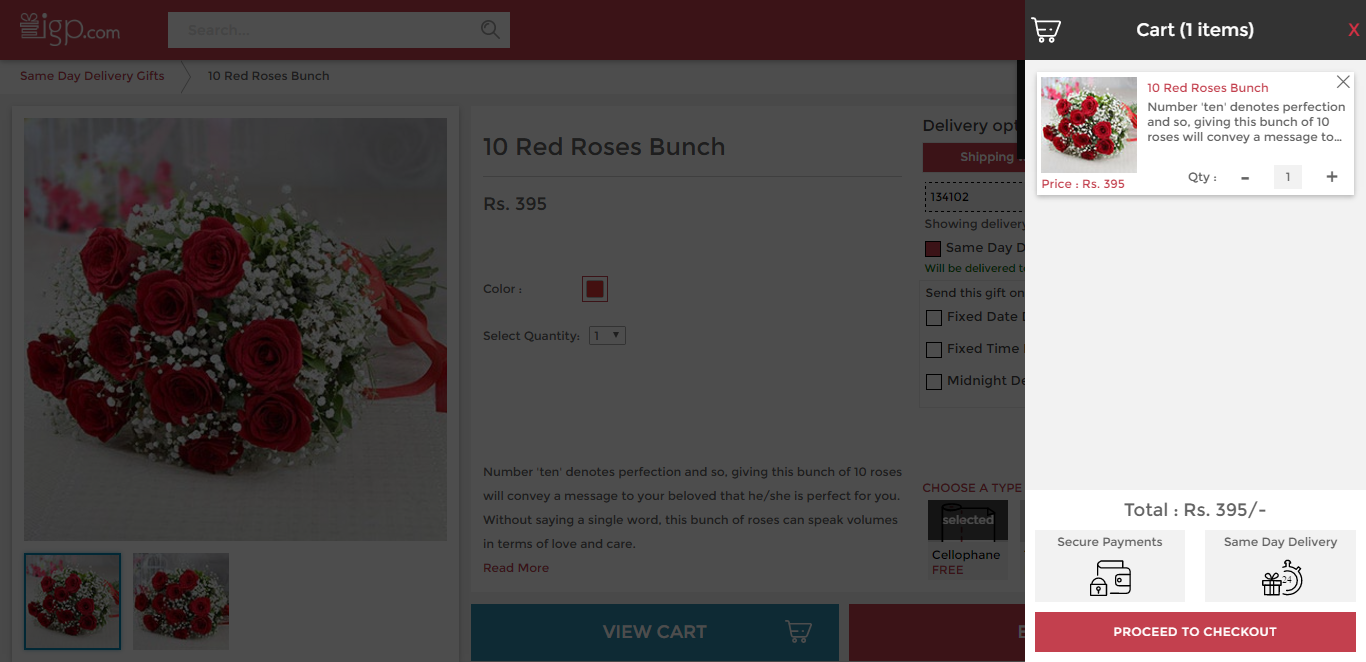 igp.com
Search...
Same Day Delivery Gifts
10 Red Roses Bunch
10 Red Roses Bunch
Rs. 395
Color :
Select Quantity:
1
Number 'ten' denotes perfection and so, giving this bunch of 10 roses
will convey a message to your beloved that he/she is perfect for you.
Without saying a single word, this bunch of roses can speak volumes
in terms of love and care.
Read More
VIEW CART
Delivery opt
Shipping
134102
Showing delivery
Same Day D
Will be delivered t
Send this gift on
Fixed Date
Fixed Time
Midnight De
CHOOSE A TYPE
selected
Cellophane
FREE
Cart (1 items)
X
10 Red Roses Bunch
Number 'ten' denotes perfection
and so, giving this bunch of 10
roses will convey a message to...
Price : Rs. 395
Qty :
-
1
+
Total : Rs. 395/-
Secure Payments
Same Day Delivery
24
PROCEED TO CHECKOUT